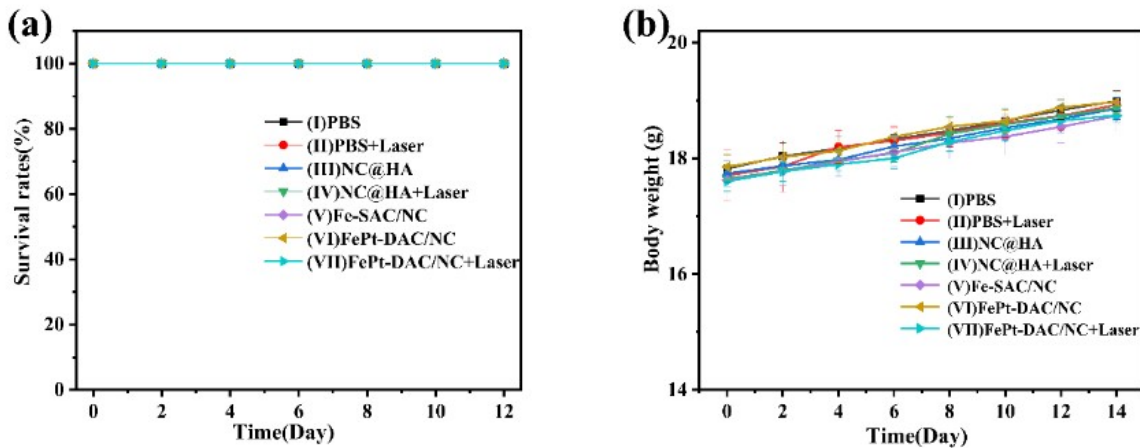 (a)
100
80
60
40
20
0
Survival rates(%)
(I)PBS
(II)PBS+Laser
(III)NC@HA
(IV)NC@HA+Laser
(V)Fe-SAC/NC
(VI)FePt-DAC/NC
(VII)FePt-DAC/NC+Laser
0 2 4 6 8 10 12
Time(Day)
(b)
20
18
16
14
Body weight (g)
(I)PBS
(II)PBS+Laser
(III)NC@HA
(IV)NC@HA+Laser
(V)Fe-SAC/NC
(VI)FePt-DAC/NC
(VII)FePt-DAC/NC+Laser
0 2 4 6 8 10 12 14
Time(Day)